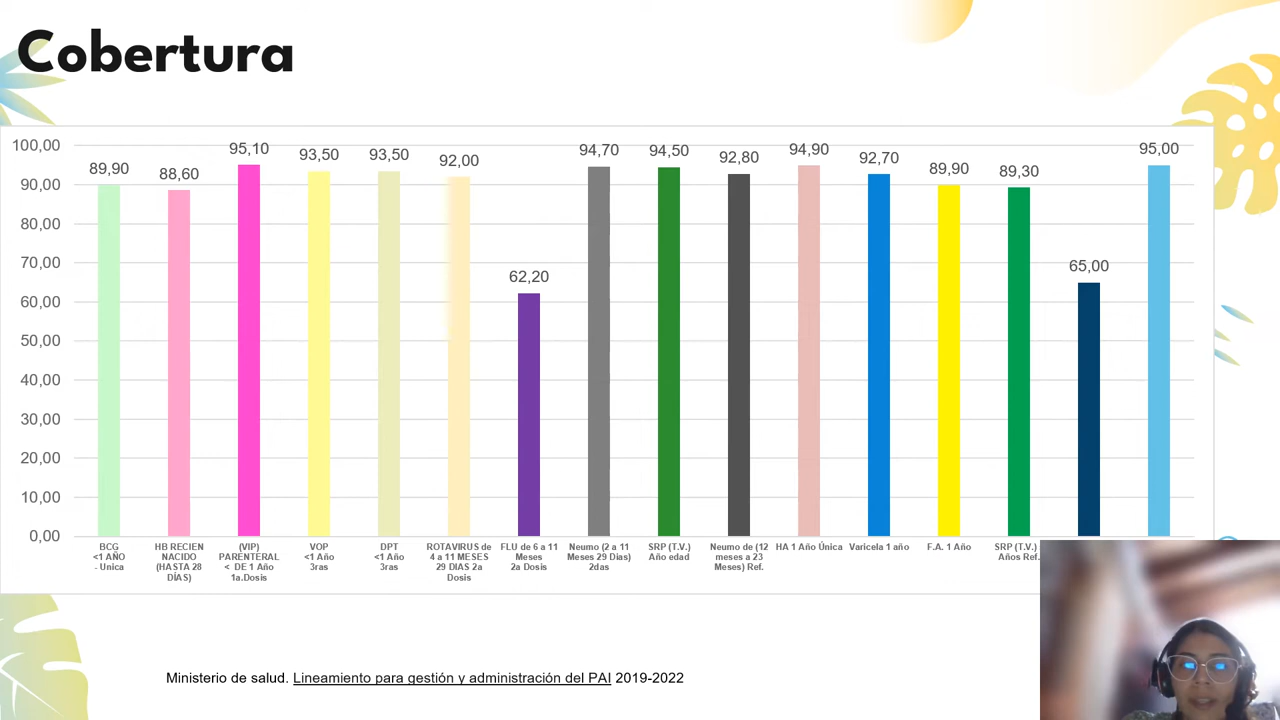 Cobertura
100,00
90,00
80,00
70,00
60,00
50,00
40,00
30,00
20,00
10,00
0,00
89,90
88,60
95,10
93,50
93,50
92,00
62,20
94,70
94,50
92,80
94,90
92,70
89,90
89,30
65,00
95,00
BCG
<1 AÑO
- Unica
HB RECIEN
NACIDO
(HASTA 28
DÍAS)
(VIP)
PARENTERAL
< DE 1 Año
1a.Dosis
VOP
<1 Año
3ras
DPT
<1 Año
3ras
ROTAVIRUS de
4 a 11 MESES
29 DIAS 2a
Dosis
FLU de 6 a 11
Meses
2a Dosis
Neumo (2 a 11
Meses 29 Dias)
2das
SRP (T.V.)
Año edad
Neumo de (12
meses a 23
Meses) Ref.
HA 1 Año Única
Varicela 1 año
F.A. 1 Año
SRP (T.V.)
Años Ref.
Ministerio de salud. Lineamiento para gestión y administración del PAI 2019-2022